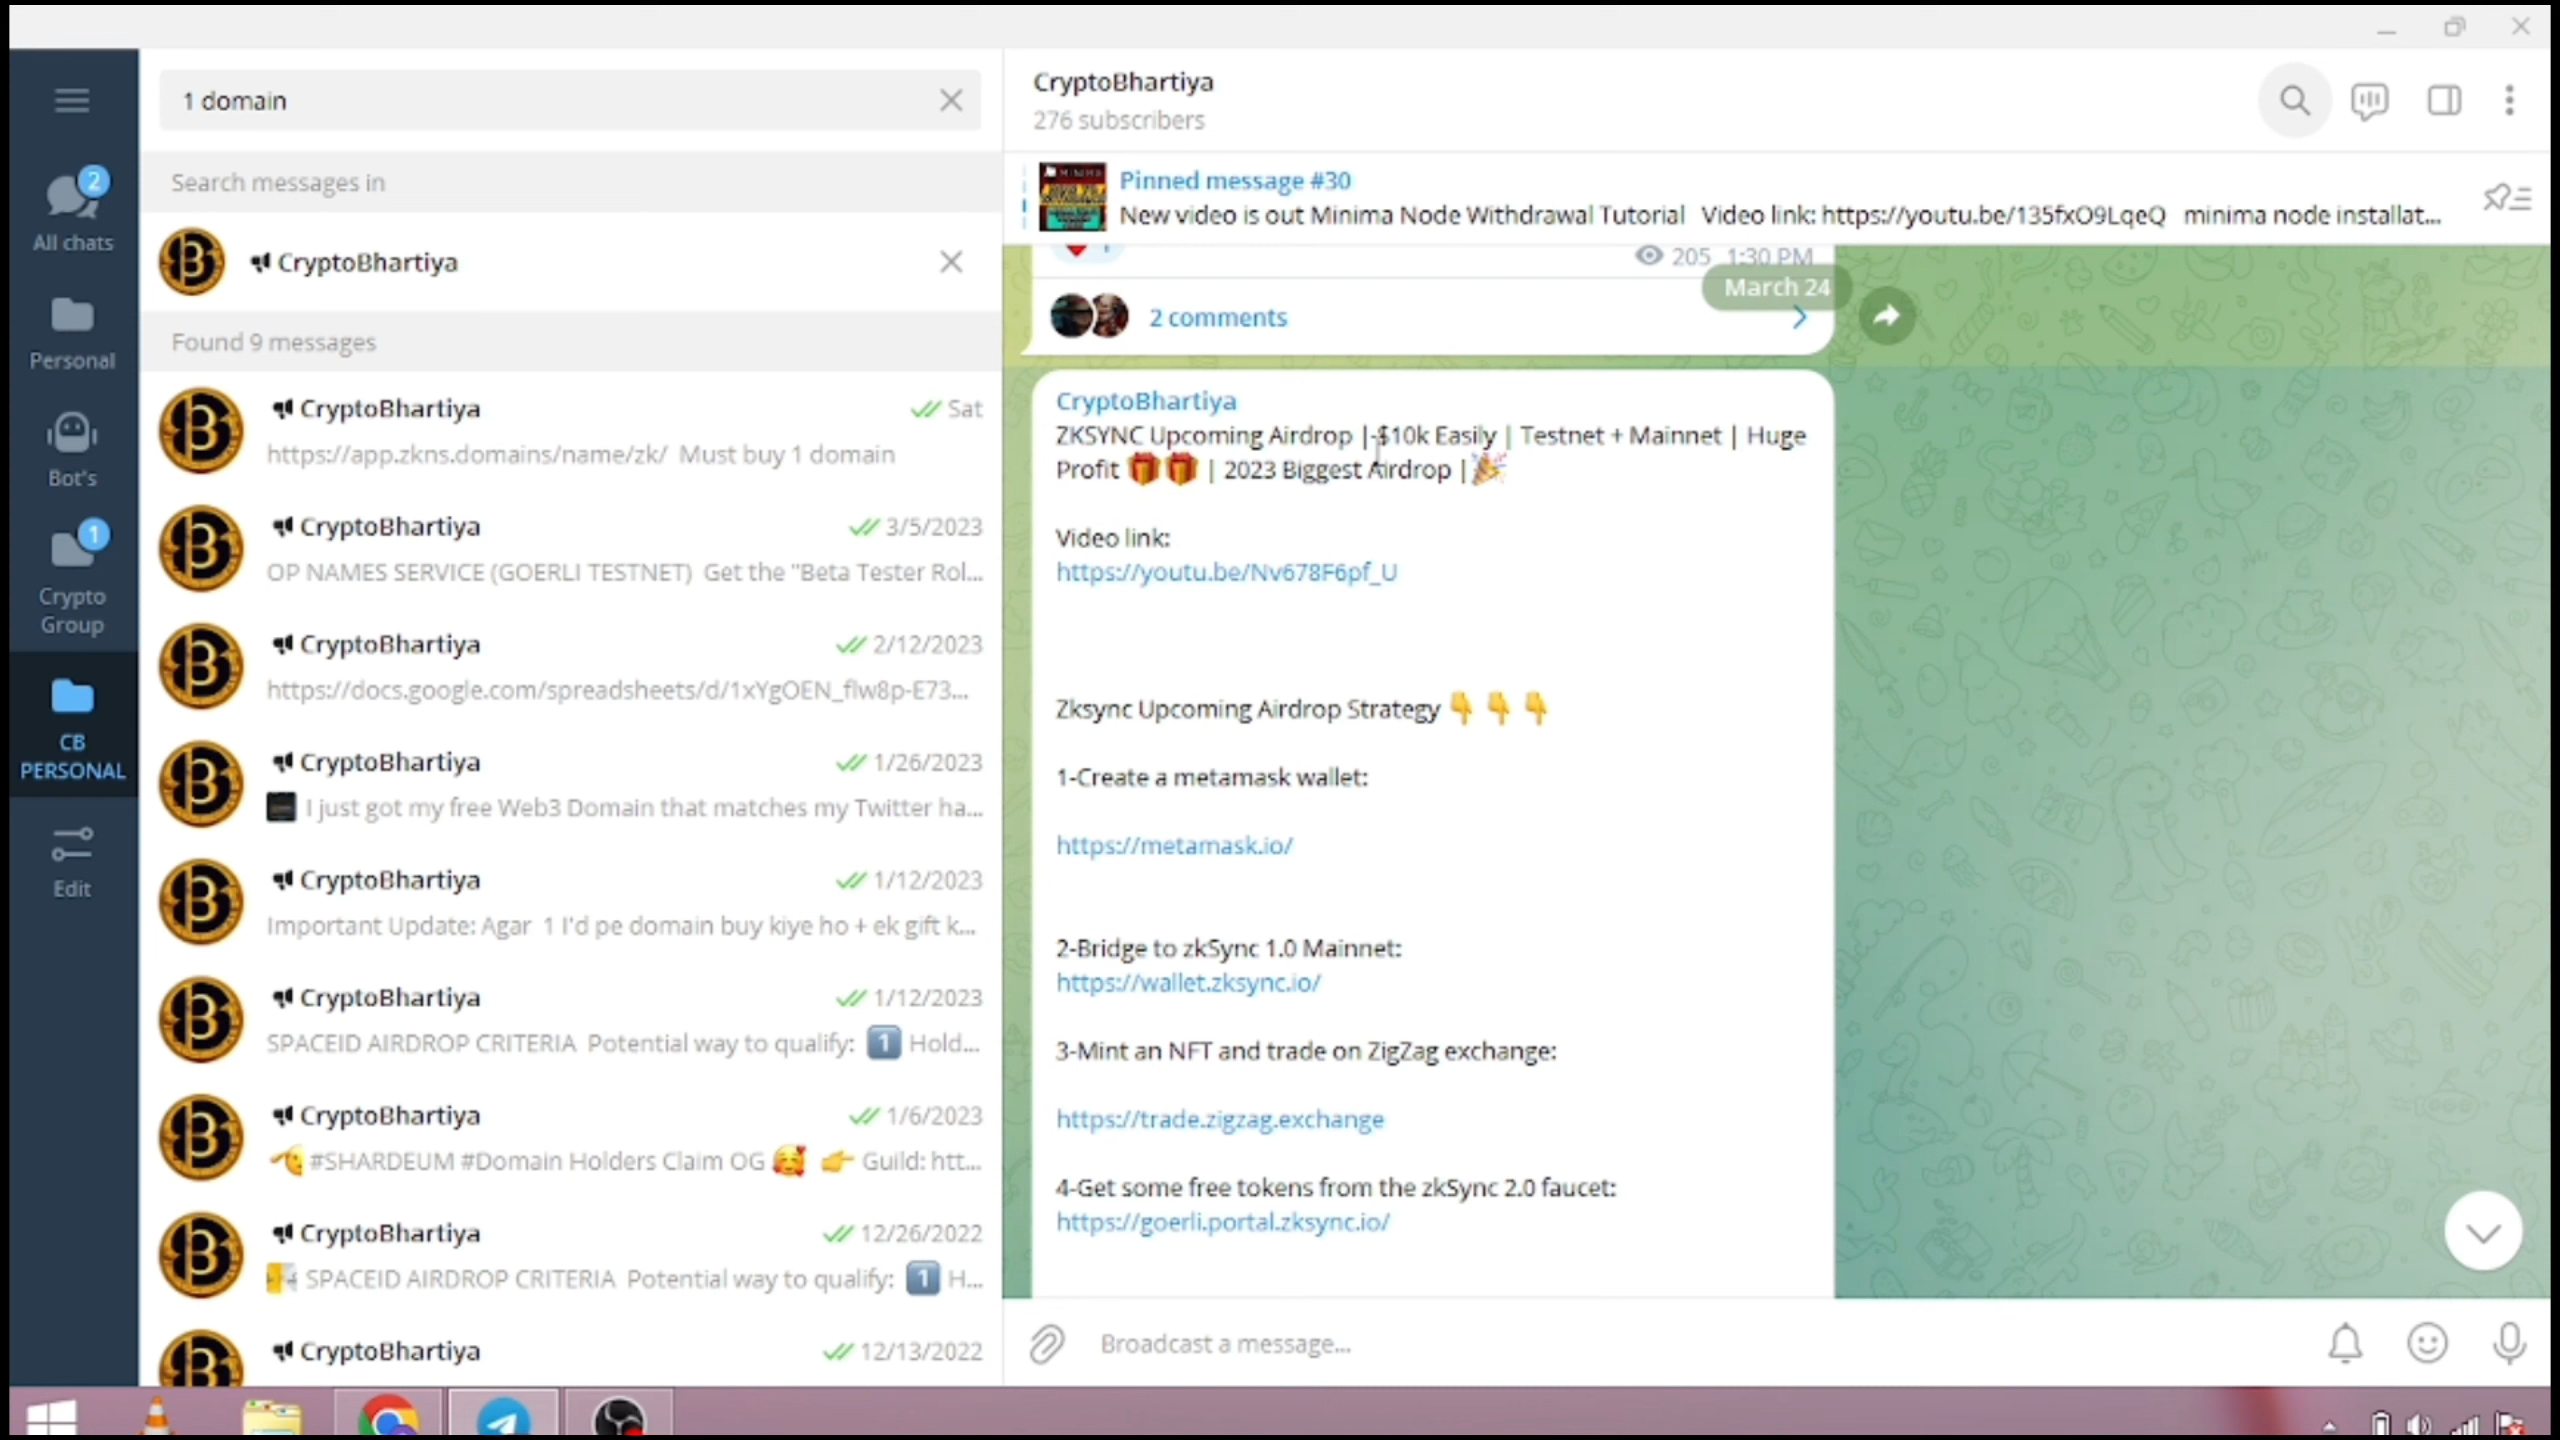 1 domain
Search messages in
CryptoBhartiya
Found 9 messages
CryptoBhartiya Sat
https://app.zkns.domains/name/zk/ Must buy 1 domain
CryptoBhartiya 3/5/2023
OP NAMES SERVICE (GOERLI TESTNET) Get the "Beta Tester Rol...
CryptoBhartiya 2/12/2023
https://docs.google.com/spreadsheets/d/1xYgOEN_flw8p-E73...
CryptoBhartiya 1/26/2023
I just got my free Web3 Domain that matches my Twitter ha...
CryptoBhartiya 1/12/2023
Important Update: Agar 1 I'd pe domain buy kiye ho + ek gift k...
CryptoBhartiya 1/12/2023
SPACEID AIRDROP CRITERIA Potential way to qualify: 1️⃣ Hold...
CryptoBhartiya 1/6/2023
#SHARDEUM #Domain Holders Claim OG 🥰 👉 Guild: htt...
CryptoBhartiya 12/26/2022
SPACEID AIRDROP CRITERIA Potential way to qualify: 1️⃣ H...
CryptoBhartiya 12/13/2022
2
All chats
Personal
Bot's
1
Crypto
Group
CB
PERSONAL
Edit
CryptoBhartiya
276 subscribers
Pinned message #30
New video is out Minima Node Withdrawal Tutorial Video link: https://youtu.be/135fxO9LqeQ minima node installat...
205 1:30 PM
March 24
2 comments
CryptoBhartiya
ZKSYNC Upcoming Airdrop |-$10k Easily | Testnet + Mainnet | Huge
Profit 🎁🎁 | 2023 Biggest Airdrop |🎉
Video link:
https://youtu.be/Nv678F6pf_U
Zksync Upcoming Airdrop Strategy 👇 👇 👇
1-Create a metamask wallet:
https://metamask.io/
2-Bridge to zkSync 1.0 Mainnet:
https://wallet.zksync.io/
3-Mint an NFT and trade on ZigZag exchange:
https://trade.zigzag.exchange
4-Get some free tokens from the zkSync 2.0 faucet:
https://goerli.portal.zksync.io/
Broadcast a message...